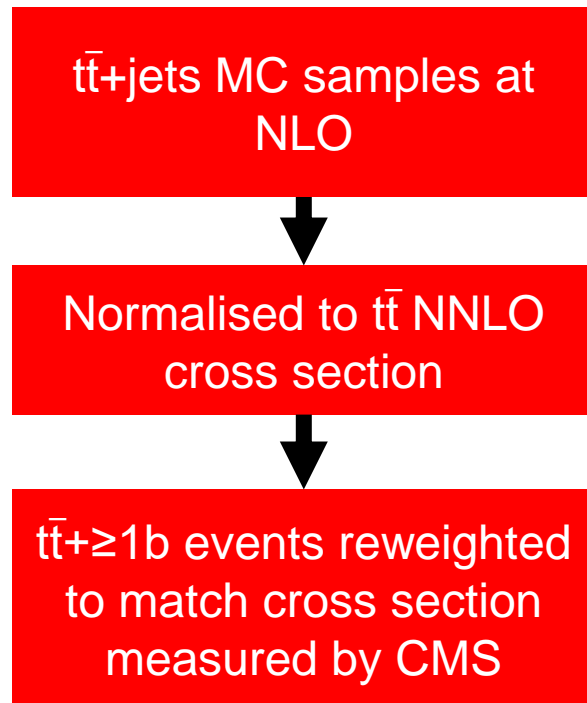 tt̄+jets MC samples at
NLO
Normalised to tt̄ NNLO
cross section
tt̄+≥1b events reweighted
to match cross section
measured by CMS